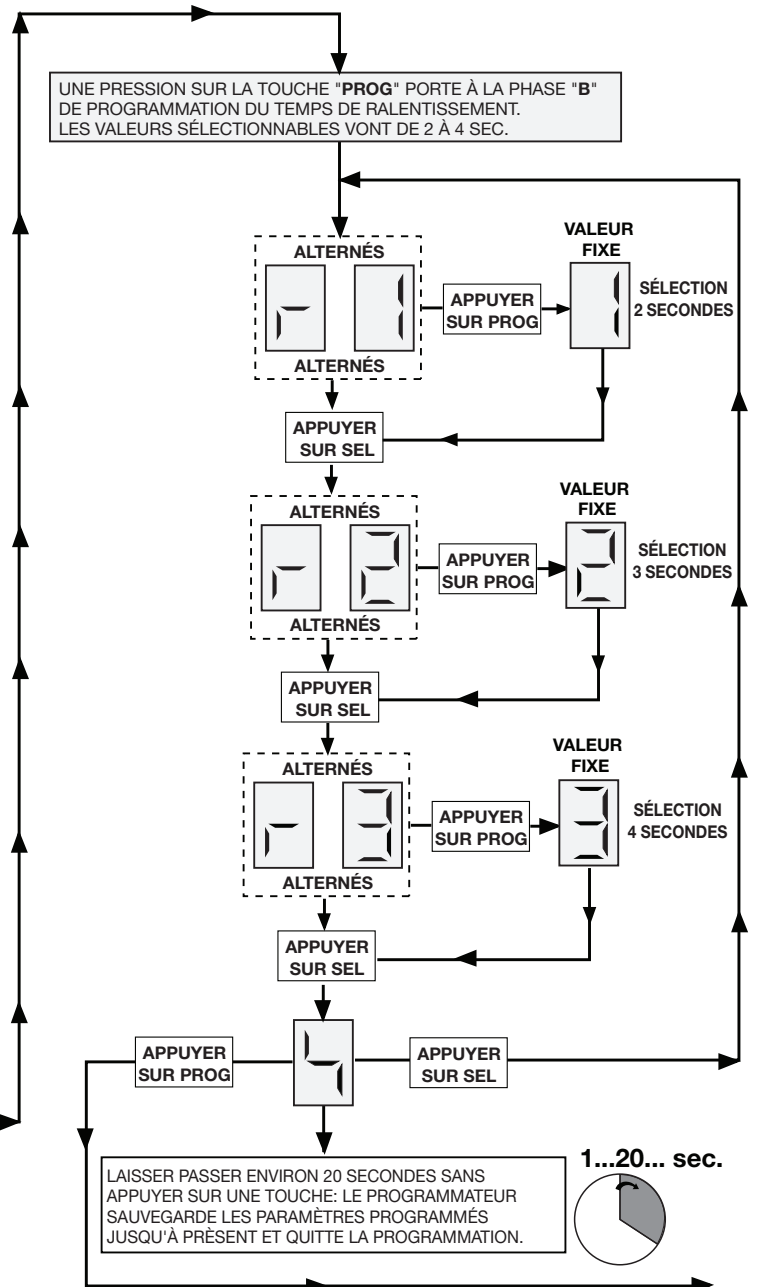 UNE PRESSION SUR LA TOUCHE "PROG" PORTE À LA PHASE "B"
DE PROGRAMMATION DU TEMPS DE RALENTISSEMENT.
LES VALEURS SÉLECTIONNABLES VONT DE 2 À 4 SEC.
ALTERNÉS
r 1
ALTERNÉS
APPUYER
SUR PROG
VALEUR
FIXE
1
SÉLECTION
2 SECONDES
APPUYER
SUR SEL
ALTERNÉS
r 2
ALTERNÉS
APPUYER
SUR PROG
VALEUR
FIXE
2
SÉLECTION
3 SECONDES
APPUYER
SUR SEL
ALTERNÉS
r 3
ALTERNÉS
APPUYER
SUR PROG
VALEUR
FIXE
3
SÉLECTION
4 SECONDES
APPUYER
SUR SEL
APPUYER
SUR PROG
4
APPUYER
SUR SEL
LAISSER PASSER ENVIRON 20 SECONDES SANS
APPUYER SUR UNE TOUCHE: LE PROGRAMMATEUR
SAUVEGARDE LES PARAMÈTRES PROGRAMMÉS
JUSQU'À PRÈSENT ET QUITTE LA PROGRAMMATION.
1...20... sec.